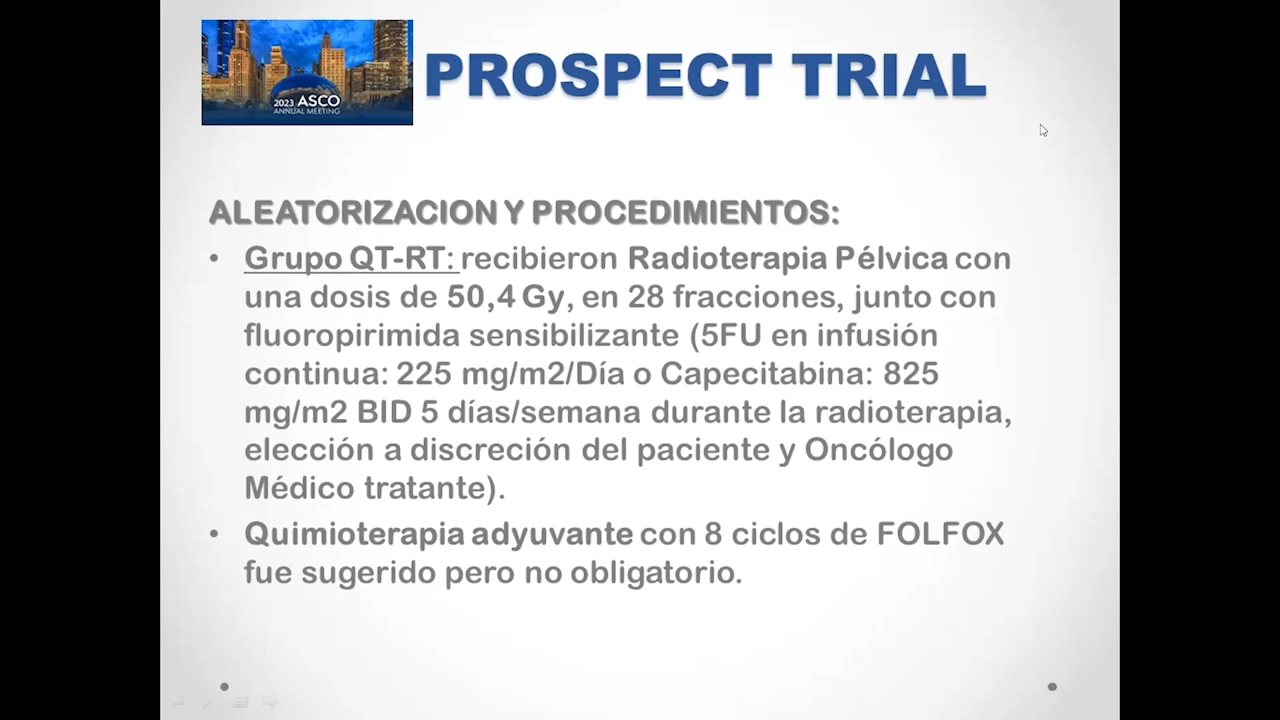 2023 ASCO
ANNUAL MEETING
PROSPECT TRIAL
ALEATORIZACION Y PROCEDIMIENTOS:
• Grupo QT-RT: recibieron Radioterapia Pélvica con
una dosis de 50,4 Gy, en 28 fracciones, junto con
fluoropirimida sensibilizante (5FU en infusión
continua: 225 mg/m2/Día o Capecitabina: 825
mg/m2 BID 5 días/semana durante la radioterapia,
elección a discreción del paciente y Oncólogo
Médico tratante).
• Quimioterapia adyuvante con 8 ciclos de FOLFOX
fue sugerido pero no obligatorio.